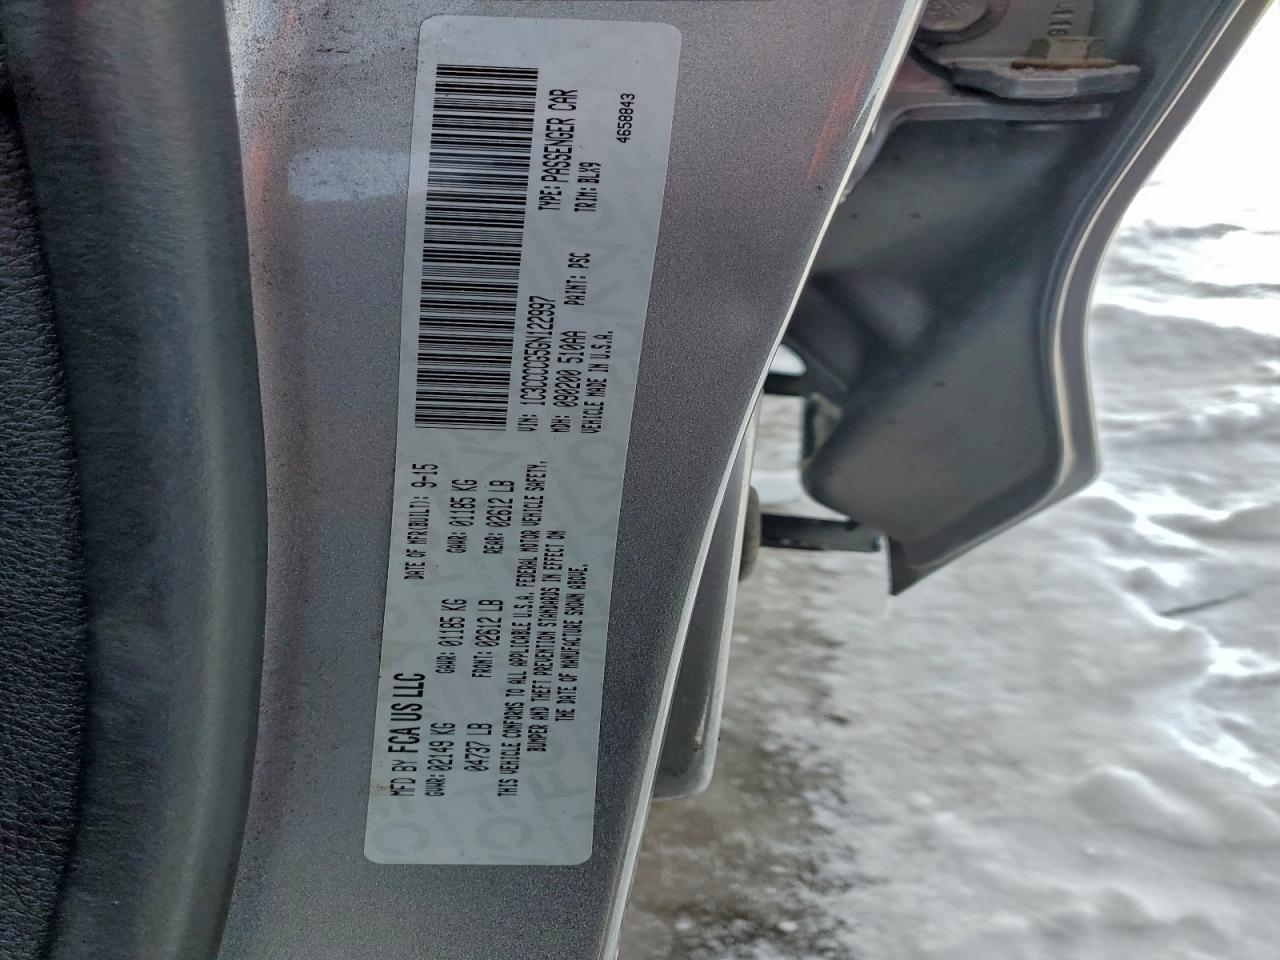 MFD BY FCA US LLC
DATE OF MFR(BUILT): 9-15
GVWR: 02149 KG
GAWR: 01185 KG
GAWR: 01185 KG
04737 LB
FRONT: 02612 LB
REAR: 02612 LB
THIS VEHICLE CONFORMS TO ALL APPLICABLE U.S.A. FEDERAL MOTOR VEHICLE SAFETY,
BUMPER AND THEFT PREVENTION STANDARDS IN EFFECT ON
THE DATE OF MANUFACTURE SHOWN ABOVE.
VIN: 1C3CCCCG5GN122997
TYPE: PASSENGER CAR
MDH: 090200 510AA
PAINT: PSC
TRIM: BLX9
VEHICLE MADE IN U.S.A.
4658843